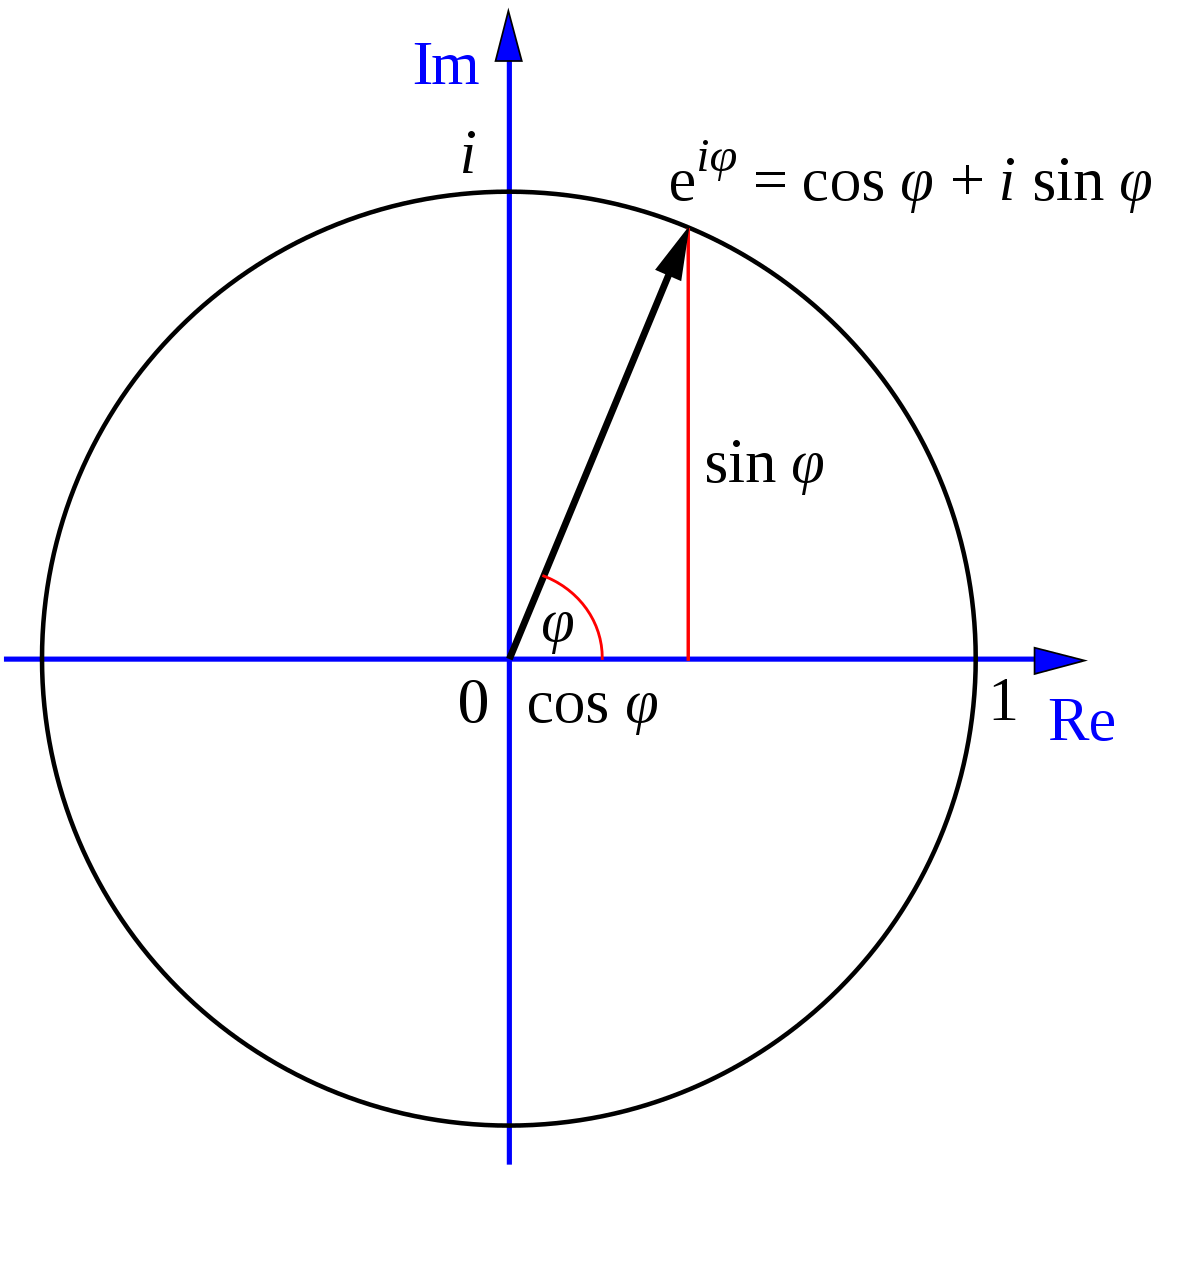 Im
i
e^{iφ} = cos φ + i sin φ
sin φ
φ
0 cos φ
1
Re